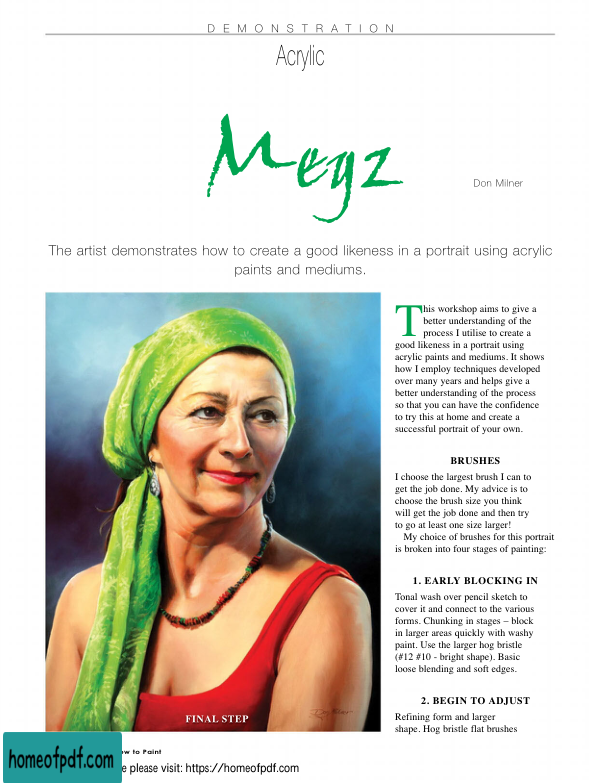 DEMONSTRATION
Acrylic
Megz
Don Milner
The artist demonstrates how to create a good likeness in a portrait using acrylic
paints and mediums.
This workshop aims to give a
better understanding of the
process I utilise to create a
good likeness in a portrait using
acrylic paints and mediums. It shows
how I employ techniques developed
over many years and helps give a
better understanding of the process
so that you can have the confidence
to try this at home and create a
successful portrait of your own.
BRUSHES
I choose the largest brush I can to
get the job done. My advice is to
choose the brush size you think
will get the job done and then try
to go at least one size larger!
My choice of brushes for this portrait
is broken into four stages of painting:
1. EARLY BLOCKING IN
Tonal wash over pencil sketch to
cover it and connect to the various
forms. Chunking in stages – block
in larger areas quickly with washy
paint. Use the larger hog bristle
(#12 #10 - bright shape). Basic
loose blending and soft edges.
2. BEGIN TO ADJUST
Refining form and larger
shape. Hog bristle flat brushes
FINAL STEP
to Paint
homeofpdf.com
please visit: https://homeofpdf.com